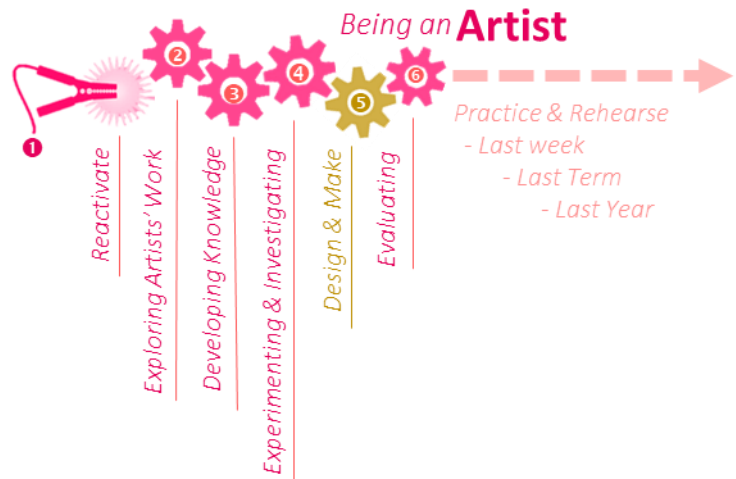 Being an Artist
1
2
3
4
5
6
Reactivate
Exploring Artists' Work
Developing Knowledge
Experimenting & Investigating
Design & Make
Evaluating
Practice & Rehearse
- Last week
- Last Term
- Last Year